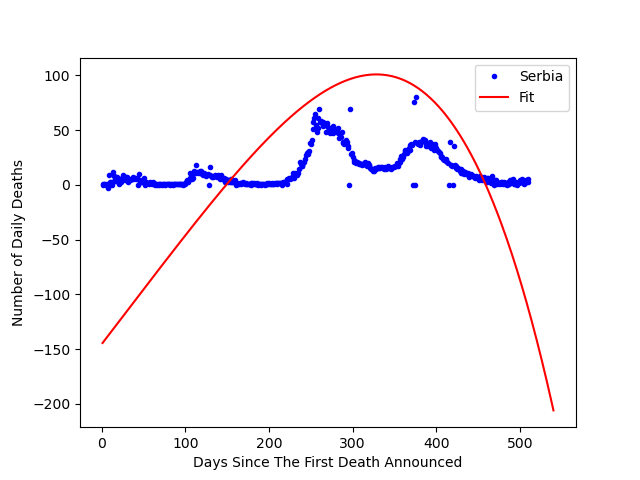 Serbia
Fit
100
50
0
−50
−100
−150
−200
Number of Daily Deaths
0 100 200 300 400 500
Days Since The First Death Announced